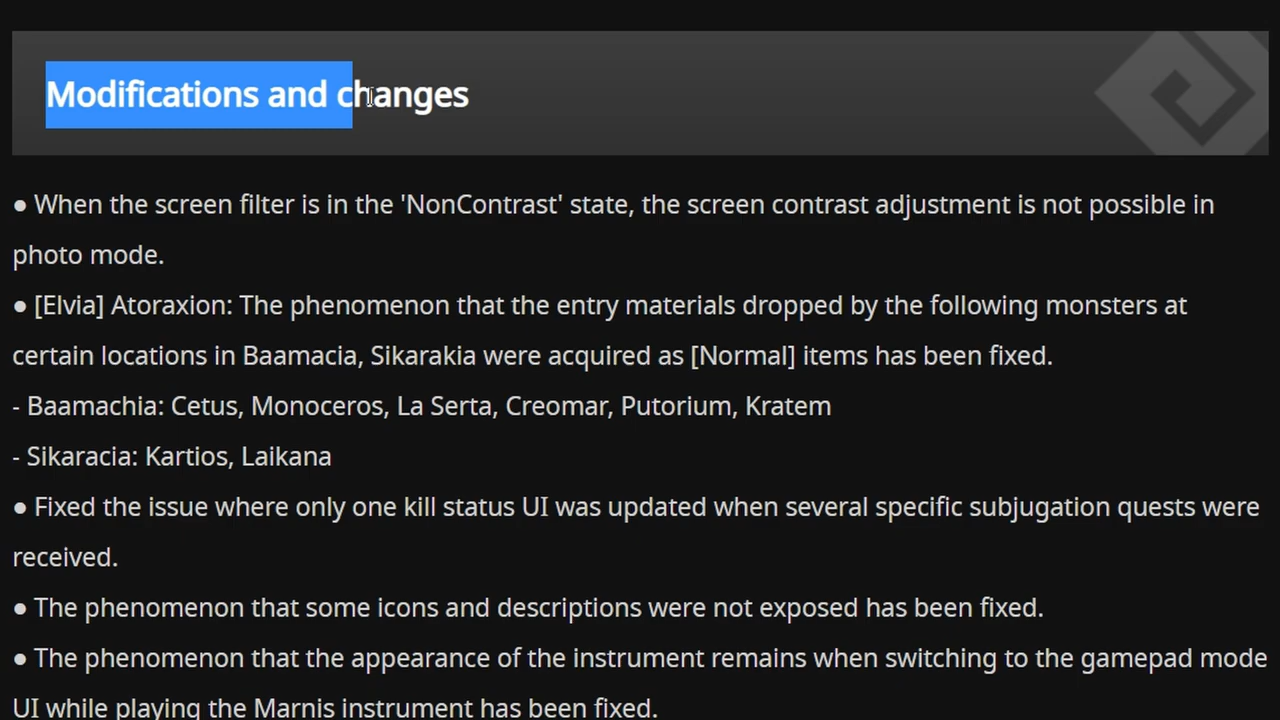 Modifications and changes
● When the screen filter is in the 'NonContrast' state, the screen contrast adjustment is not possible in
photo mode.
● [Elvia] Atoraxion: The phenomenon that the entry materials dropped by the following monsters at
certain locations in Baamacia, Sikarakia were acquired as [Normal] items has been fixed.
- Baamachia: Cetus, Monoceros, La Serta, Creomar, Putorium, Kratem
- Sikaracia: Kartios, Laikana
● Fixed the issue where only one kill status UI was updated when several specific subjugation quests were
received.
● The phenomenon that some icons and descriptions were not exposed has been fixed.
● The phenomenon that the appearance of the instrument remains when switching to the gamepad mode
UI while playing the Marnis instrument has been fixed.